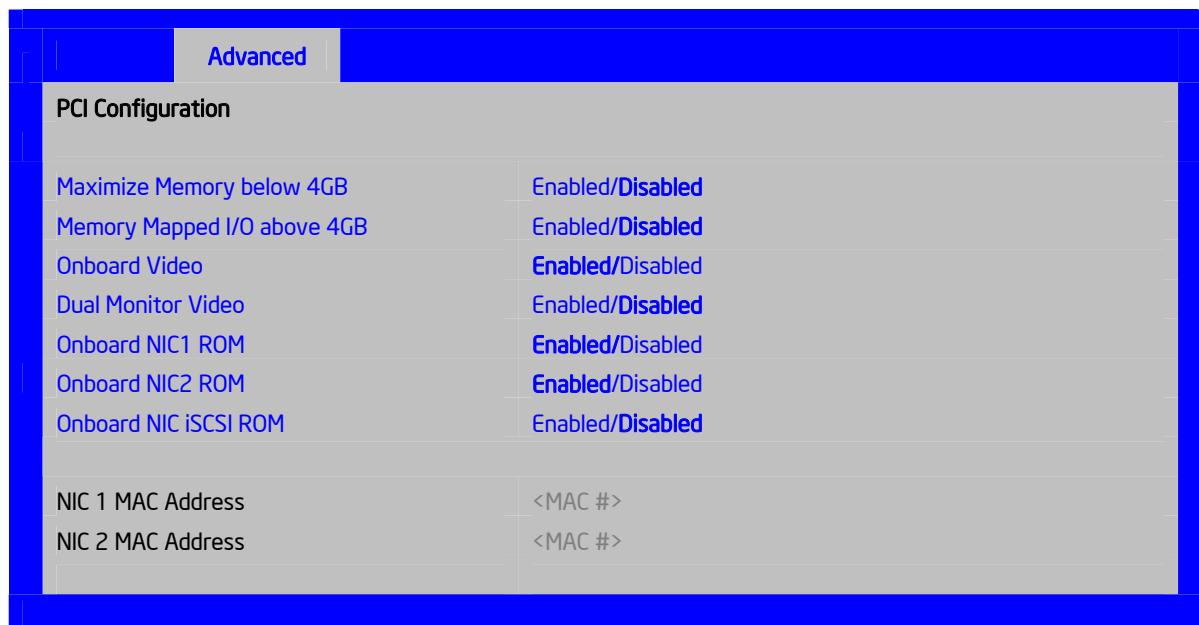 Advanced
PCI Configuration
Maximize Memory below 4GB Enabled/Disabled
Memory Mapped I/O above 4GB Enabled/Disabled
Onboard Video Enabled/Disabled
Dual Monitor Video Enabled/Disabled
Onboard NIC1 ROM Enabled/Disabled
Onboard NIC2 ROM Enabled/Disabled
Onboard NIC iSCSI ROM Enabled/Disabled
NIC 1 MAC Address <MAC #>
NIC 2 MAC Address <MAC #>